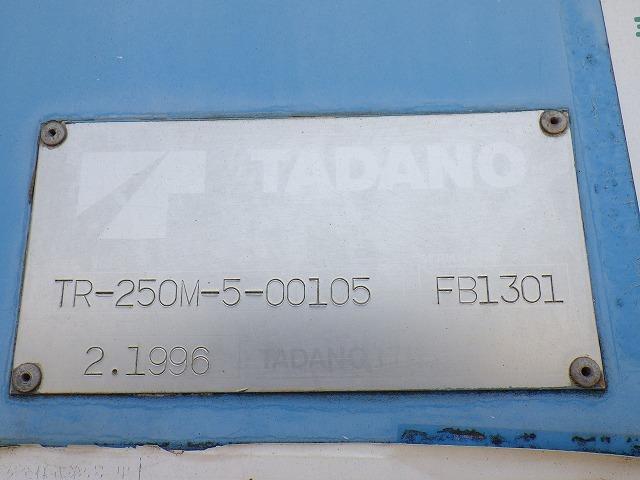 TADANO
TR-250M-5-00105 FB1301
2.1996 TADANO